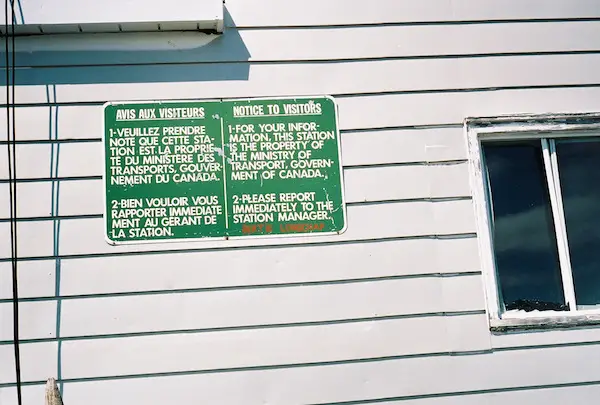 AVIS AUX VISITEURS
1-VEUILLEZ PRENDRE
NOTE QUE CETTE STA-
TION EST LA PROPRIE-
TÉ DU MINISTÈRE DES
TRANSPORTS, GOUVER-
NEMENT DU CANADA.
2-BIEN VOULOIR VOUS
RAPPORTER IMMEDIATE
MENT AU GÉRANT DE
LA STATION.
NOTICE TO VISITORS
1-FOR YOUR INFOR-
MATION, THIS STATION
IS THE PROPERTY OF
THE MINISTRY OF
TRANSPORT, GOVERN-
MENT OF CANADA.
2-PLEASE REPORT
IMMEDIATELY TO THE
STATION MANAGER